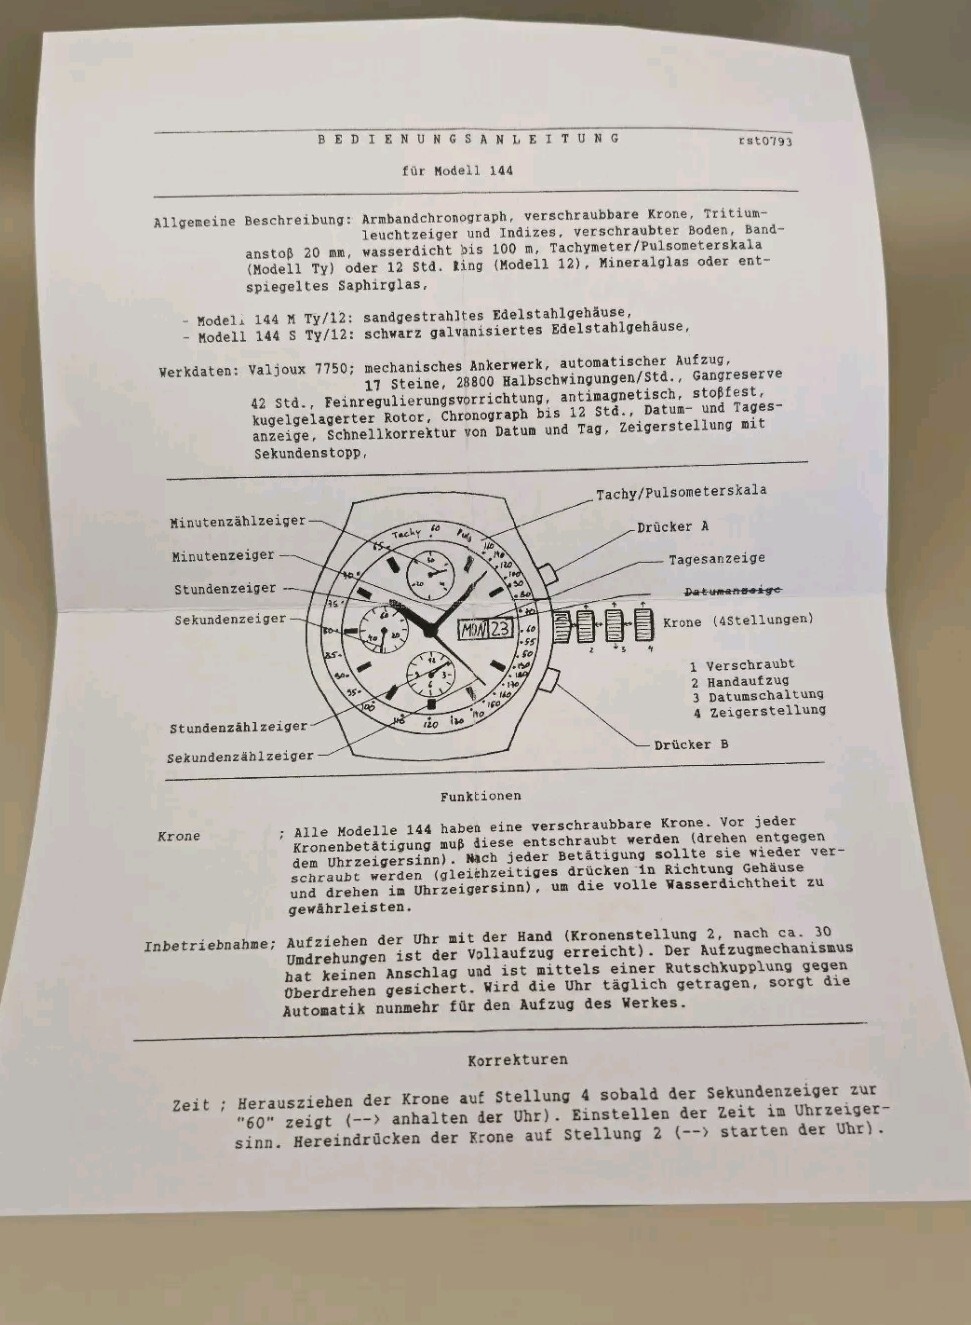 BEDIENUNGSANLEITUNG rst0793
für Modell 144
Allgemeine Beschreibung: Armbandchronograph, verschraubbare Krone, Tritium-
leuchtzeiger und Indizes, verschraubter Boden, Band-
anstoß 20 mm, wasserdicht bis 100 m, Tachymeter/Pulsometerskala
(Modell Ty) oder 12 Std. Ring (Modell 12), Mineralglas oder ent-
spiegeltes Saphirglas,
- Modell 144 M Ty/12: sandgestrahltes Edelstahlgehäuse,
- Modell 144 S Ty/12: schwarz galvanisiertes Edelstahlgehäuse,
Werkdaten: Valjoux 7750; mechanisches Ankerwerk, automatischer Aufzug,
17 Steine, 28800 Halbschwingungen/Std., Gangreserve
42 Std., Feinregulierungsvorrichtung, antimagnetisch, stoßfest,
kugelgelagerter Rotor, Chronograph bis 12 Std., Datum- und Tages-
anzeige, Schnellkorrektur von Datum und Tag, Zeigerstellung mit
Sekundenstopp,
Tachy/Pulsometerskala
Minutenzählzeiger
Drücker A
Minutenzeiger
Tagesanzeige
Stundenzeiger
Datumanzeige
Sekundenzeiger
Krone (4Stellungen)
Tachy 60 Puls
MON 23
2 3 4
1 Verschraubt
2 Handaufzug
3 Datumschaltung
4 Zeigerstellung
Stundenzählzeiger
Sekundenzählzeiger
Drücker B
Funktionen
Krone ; Alle Modelle 144 haben eine verschraubbare Krone. Vor jeder
Kronenbetätigung muß diese entschraubt werden (drehen entgegen
dem Uhrzeigersinn). Nach jeder Betätigung sollte sie wieder ver-
schraubt werden (gleichzeitiges drücken in Richtung Gehäuse
und drehen im Uhrzeigersinn), um die volle Wasserdichtheit zu
gewährleisten.
Inbetriebnahme; Aufziehen der Uhr mit der Hand (Kronenstellung 2, nach ca. 30
Umdrehungen ist der Vollaufzug erreicht). Der Aufzugmechanismus
hat keinen Anschlag und ist mittels einer Rutschkupplung gegen
Oberdrehen gesichert. Wird die Uhr täglich getragen, sorgt die
Automatik nunmehr für den Aufzug des Werkes.
Korrekturen
Zeit ; Herausziehen der Krone auf Stellung 4 sobald der Sekundenzeiger zur
"60" zeigt (--> anhalten der Uhr). Einstellen der Zeit im Uhrzeiger-
sinn. Hereindrücken der Krone auf Stellung 2 (--> starten der Uhr).